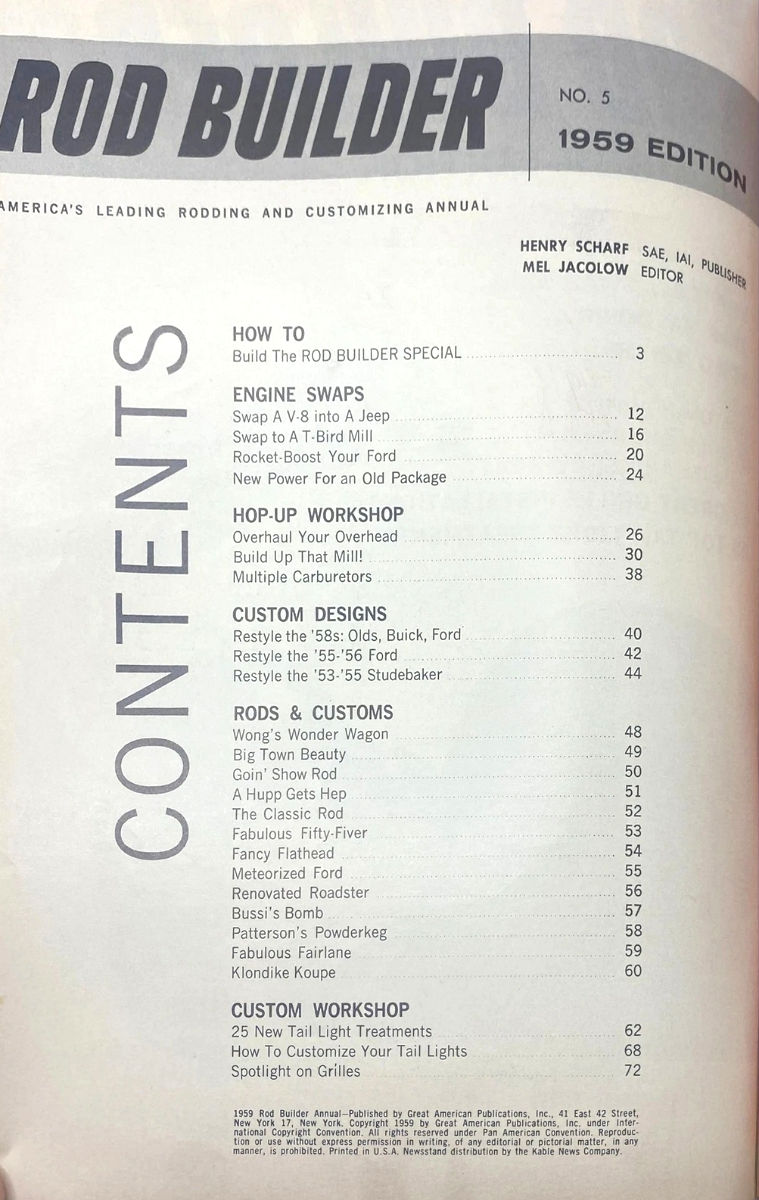 ROD BUILDER
NO. 5
1959 EDITION
AMERICA'S LEADING RODDING AND CUSTOMIZING ANNUAL
HENRY SCHARF SAE, IAI, PUBLISHER
MEL JACOLOW EDITOR
CONTENTS
HOW TO
Build The ROD BUILDER SPECIAL 3
ENGINE SWAPS
Swap A V-8 into A Jeep 12
Swap to A T-Bird Mill 16
Rocket-Boost Your Ford 20
New Power For an Old Package 24
HOP-UP WORKSHOP
Overhaul Your Overhead 26
Build Up That Mill! 30
Multiple Carburetors 38
CUSTOM DESIGNS
Restyle the '58s: Olds, Buick, Ford 40
Restyle the '55-'56 Ford 42
Restyle the '53-'55 Studebaker 44
RODS & CUSTOMS
Wong's Wonder Wagon 48
Big Town Beauty 49
Goin' Show Rod 50
A Hupp Gets Hep 51
The Classic Rod 52
Fabulous Fifty-Fiver 53
Fancy Flathead 54
Meteorized Ford 55
Renovated Roadster 56
Bussi's Bomb 57
Patterson's Powderkeg 58
Fabulous Fairlane 59
Klondike Koupe 60
CUSTOM WORKSHOP
25 New Tail Light Treatments 62
How To Customize Your Tail Lights 68
Spotlight on Grilles 72
1959 Rod Builder Annual—Published by Great American Publications, Inc., 41 East 42 Street,
New York 17, New York. Copyright 1959 by Great American Publications, Inc. under Inter-
national Copyright Convention. All rights reserved under Pan American Convention. Reproduc-
tion or use without express permission in writing, of any editorial or pictorial matter, in any
manner, is prohibited. Printed in U.S.A. Newsstand distribution by the Kable News Company.